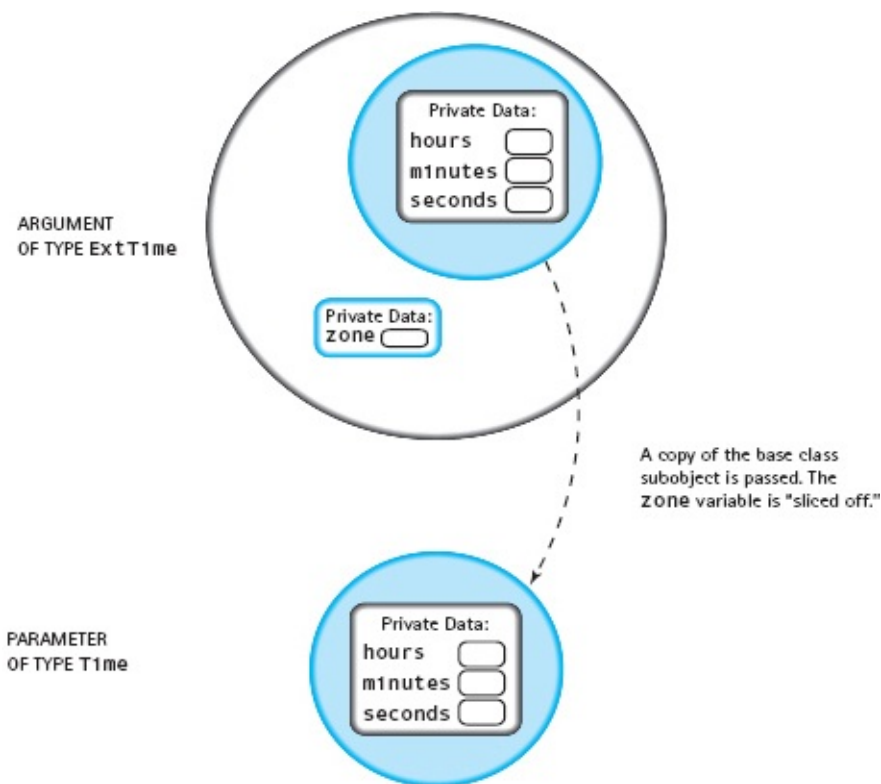 Private Data:
hours
minutes
seconds
ARGUMENT
OF TYPE ExtTime
Private Data:
zone
A copy of the base class
subobject is passed. The
zone variable is "sliced off."
PARAMETER
OF TYPE Time
Private Data:
hours
minutes
seconds